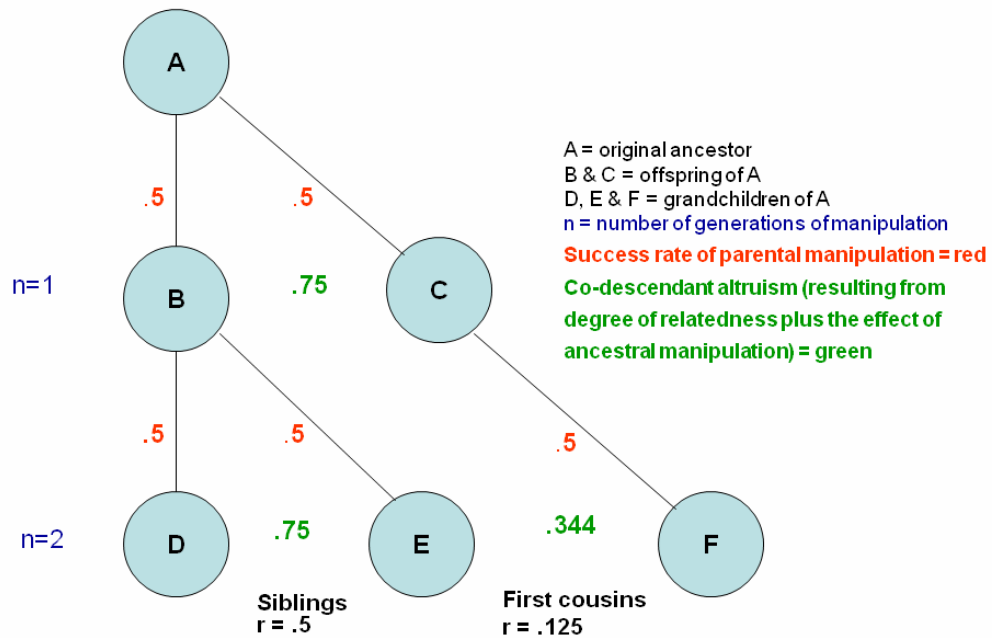 A
A = original ancestor
B & C = offspring of A
D, E & F = grandchildren of A
n = number of generations of manipulation
Success rate of parental manipulation = red
Co-descendant altruism (resulting from
degree of relatedness plus the effect of
ancestral manipulation) = green
.5
.5
n=1
B
.75
C
.5
.5
.5
n=2
D
.75
E
.344
F
Siblings
r = .5
First cousins
r = .125